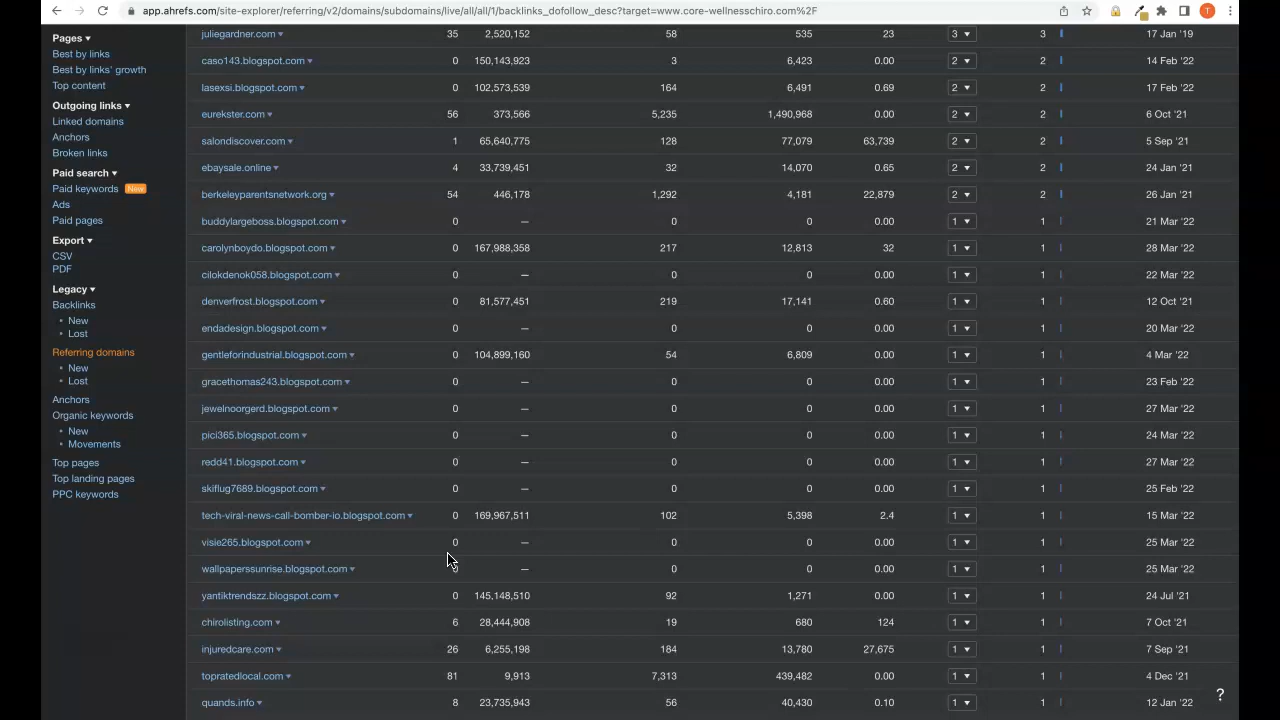 app.ahrefs.com/site-explorer/referring/v2/domains/subdomains/live/all/all/1/backlinks_dofollow_desc?target=www.core-wellnesschiro.com%2F T
Pages
Best by links
Best by links' growth
Top content
Outgoing links
Linked domains
Anchors
Broken links
Paid search
Paid keywords New
Ads
Paid pages
Export
CSV
PDF
Legacy
Backlinks
• New
• Lost
Referring domains
• New
• Lost
Anchors
Organic keywords
• New
• Movements
Top pages
Top landing pages
PPC keywords
juliegardner.com 35 2,520,152 58 535 23 3 3 17 Jan '19
caso143.blogspot.com 0 150,143,923 3 6,423 0.00 2 2 14 Feb '22
lasexsi.blogspot.com 0 102,573,539 164 6,491 0.69 2 2 17 Feb '22
eurekster.com 56 373,566 5,235 1,490,968 0.00 2 2 6 Oct '21
salondiscover.com 1 65,640,775 128 77,079 63,739 2 2 5 Sep '21
ebaysale.online 4 33,739,451 32 14,070 0.65 2 2 24 Jan '21
berkeleyparentsnetwork.org 54 446,178 1,292 4,181 22,879 2 2 26 Jan '21
buddylargeboss.blogspot.com 0 — 0 0 0.00 1 1 21 Mar '22
carolynboydo.blogspot.com 0 167,988,358 217 12,813 32 1 1 28 Mar '22
cilokdenok058.blogspot.com 0 — 0 0 0.00 1 1 22 Mar '22
denverfrost.blogspot.com 0 81,577,451 219 17,141 0.60 1 1 12 Oct '21
endadesign.blogspot.com 0 — 0 0 0.00 1 1 20 Mar '22
gentleforindustrial.blogspot.com 0 104,899,160 54 6,809 0.00 1 1 4 Mar '22
gracethomas243.blogspot.com 0 — 0 0 0.00 1 1 23 Feb '22
jewelnoorgerd.blogspot.com 0 — 0 0 0.00 1 1 27 Mar '22
pici365.blogspot.com 0 — 0 0 0.00 1 1 24 Mar '22
redd41.blogspot.com 0 — 0 0 0.00 1 1 27 Mar '22
skiflug7689.blogspot.com 0 — 0 0 0.00 1 1 25 Feb '22
tech-viral-news-call-bomber-io.blogspot.com 0 169,967,511 102 5,398 2.4 1 1 15 Mar '22
visie265.blogspot.com 0 — 0 0 0.00 1 1 25 Mar '22
wallpaperssunrise.blogspot.com 0 — 0 0 0.00 1 1 25 Mar '22
yantiktrendszz.blogspot.com 0 145,148,510 92 1,271 0.00 1 1 24 Jul '21
chirolisting.com 6 28,444,908 19 680 124 1 1 7 Oct '21
injuredcare.com 26 6,255,198 184 13,780 27,675 1 1 7 Sep '21
topratedlocal.com 81 9,913 7,313 439,482 0.00 1 1 4 Dec '21
quands.info 8 23,735,943 56 40,430 0.10 1 1 12 Jan '22
?